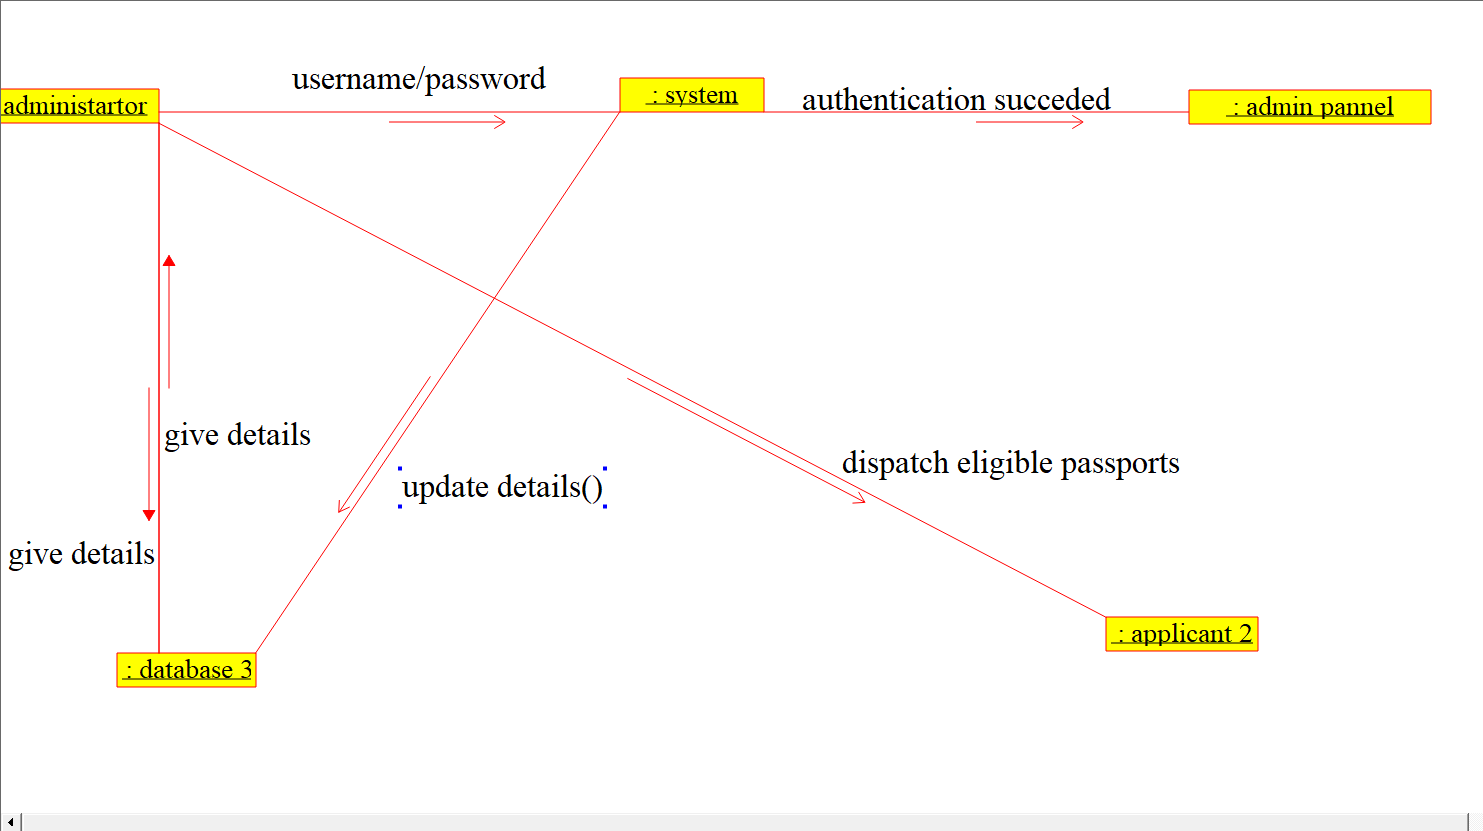 username/password
: system
administartor
authentication succeded
: admin pannel
give details
dispatch eligible passports
update details()
give details
: applicant 2
: database 3